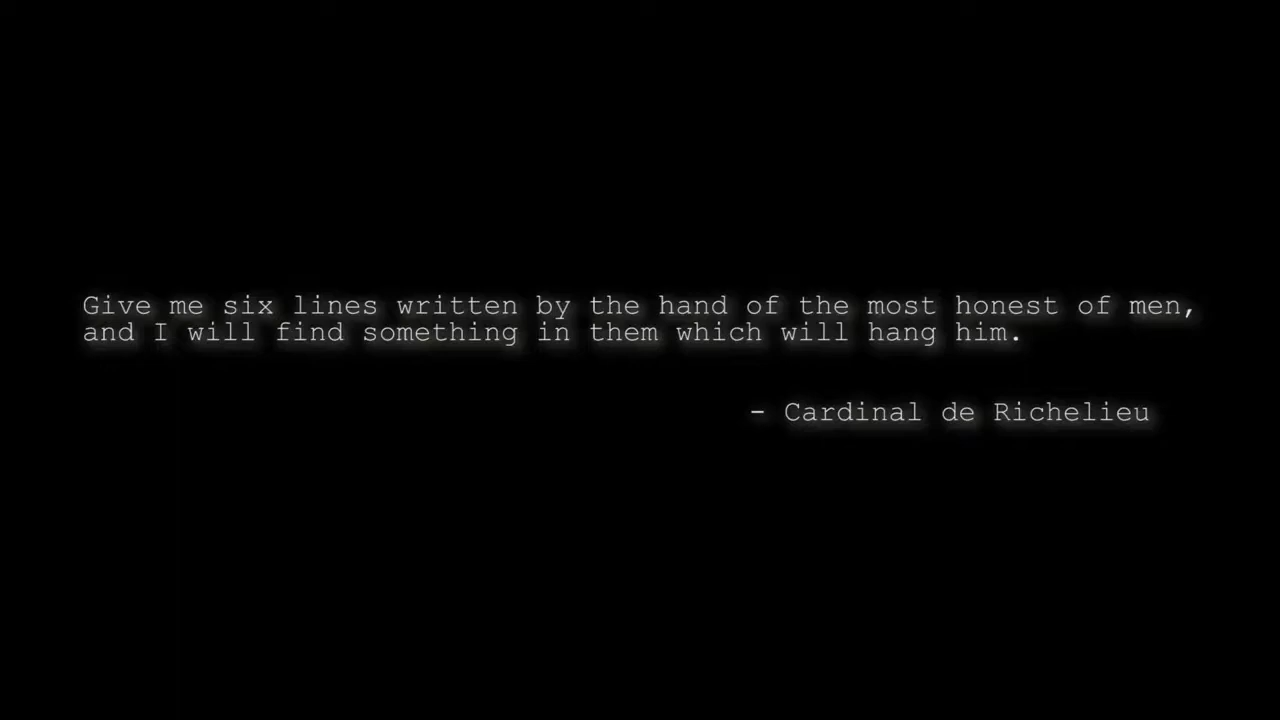 Give me six lines written by the hand of the most honest of men,
and I will find something in them which will hang him.
- Cardinal de Richelieu